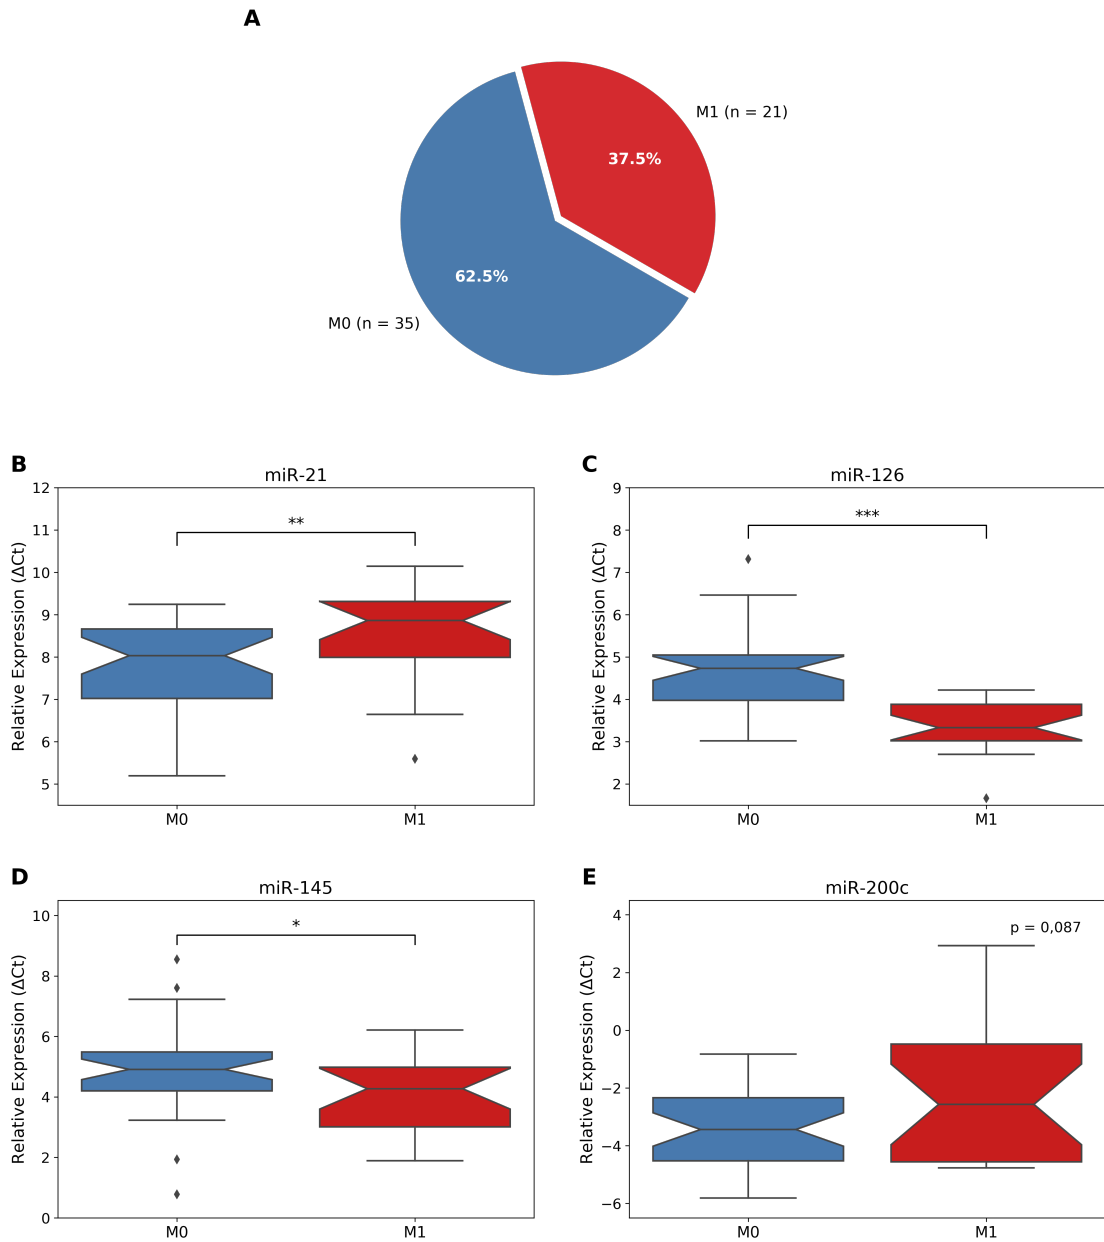 A
M1 (n = 21)
37.5%
62.5%
M0 (n = 35)
B
miR-21
Relative Expression (ΔCt)
12
11
10
9
8
7
6
5
**
M0 M1
C
miR-126
Relative Expression (ΔCt)
9
8
7
6
5
4
3
2
***
M0 M1
D
miR-145
Relative Expression (ΔCt)
10
8
6
4
2
0
*
M0 M1
E
miR-200c
Relative Expression (ΔCt)
4
2
0
−2
−4
−6
p = 0,087
M0 M1